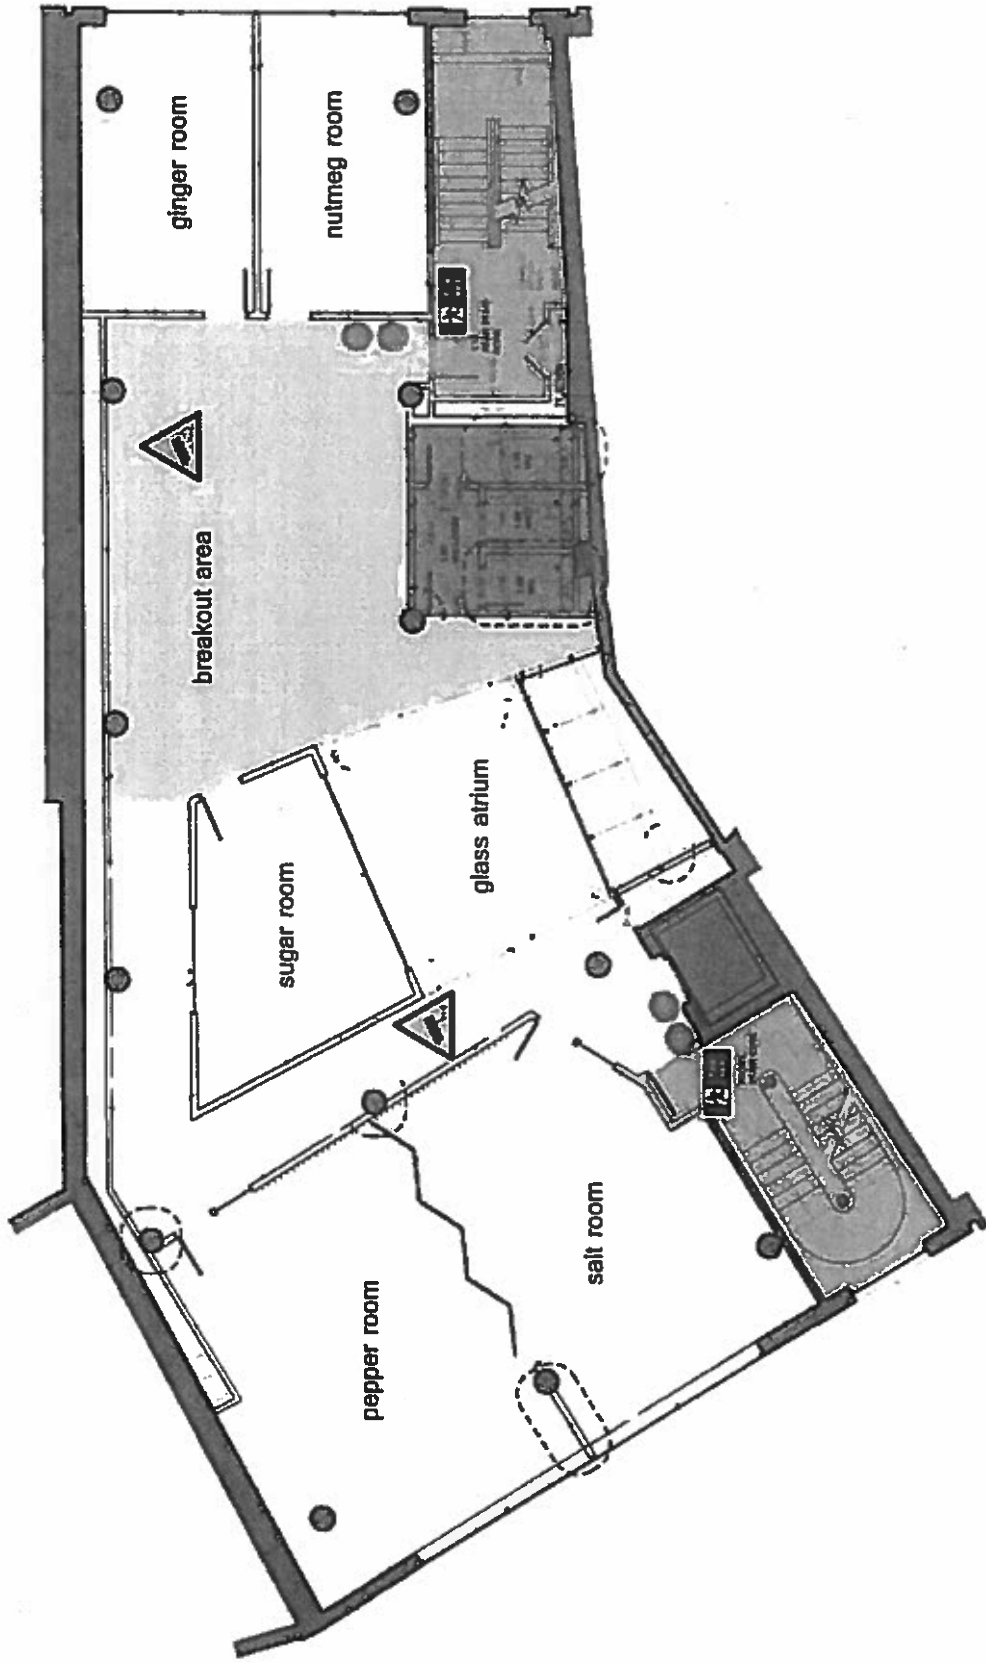 ginger room
nutmeg room
breakout area
sugar room
glass atrium
pepper room
salt room